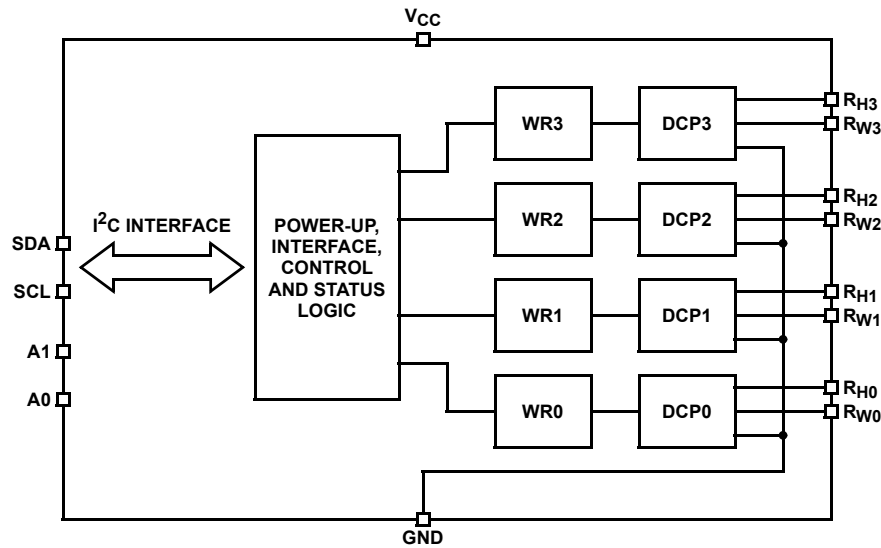 VCC
WR3
DCP3
RH3
RW3
I2C INTERFACE
POWER-UP,
INTERFACE,
CONTROL
AND STATUS
LOGIC
WR2
DCP2
RH2
RW2
SDA
SCL
WR1
DCP1
RH1
RW1
A1
A0
WR0
DCP0
RH0
RW0
GND